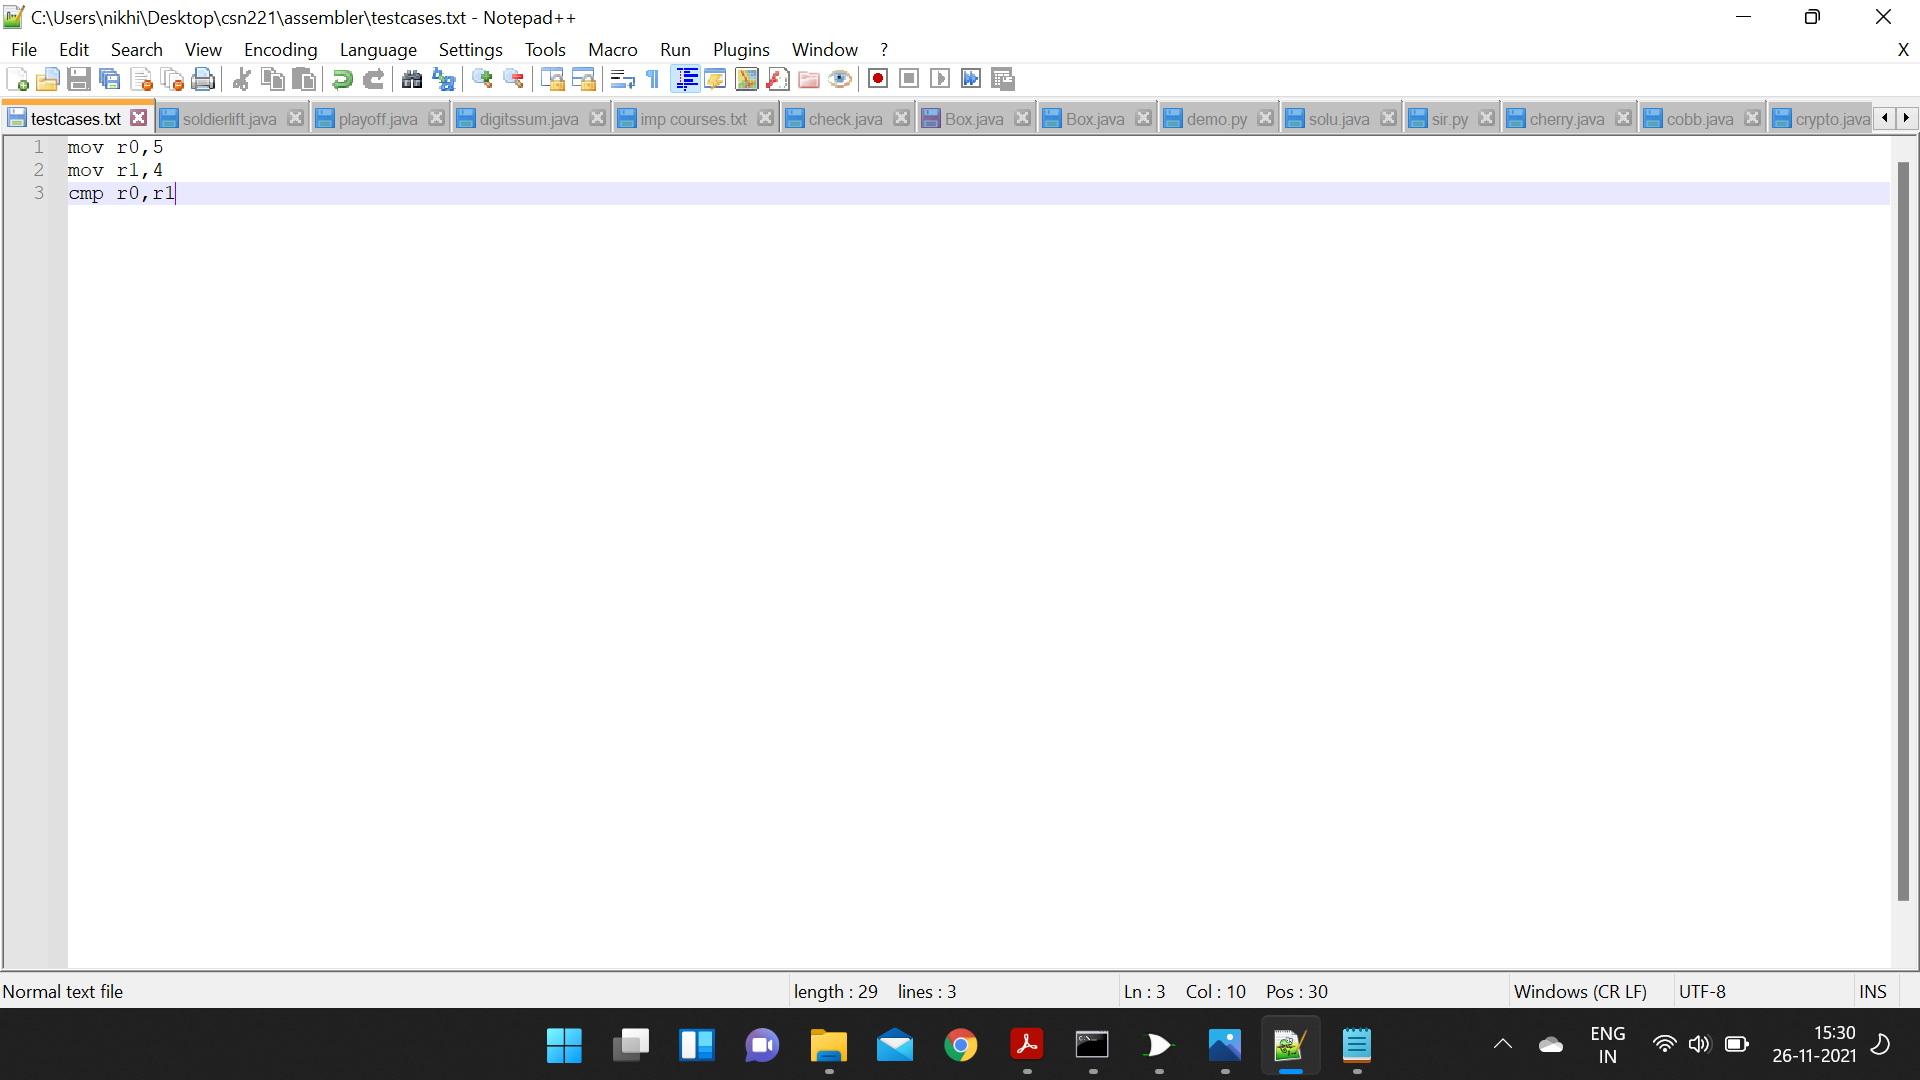 C:\Users\nikhi\Desktop\csn221\assembler\testcases.txt - Notepad++
File Edit Search View Encoding Language Settings Tools Macro Run Plugins Window ? X
testcases.txt soldierlift.java playoff.java digitssum.java imp courses.txt check.java Box.java Box.java demo.py solu.java sir.py cherry.java cobb.java crypto.java
1 mov r0,5
2 mov r1,4
3 cmp r0,r1
Normal text file length : 29 lines : 3 Ln : 3 Col : 10 Pos : 30 Windows (CR LF) UTF-8 INS
ENG 15:30
IN 26-11-2021